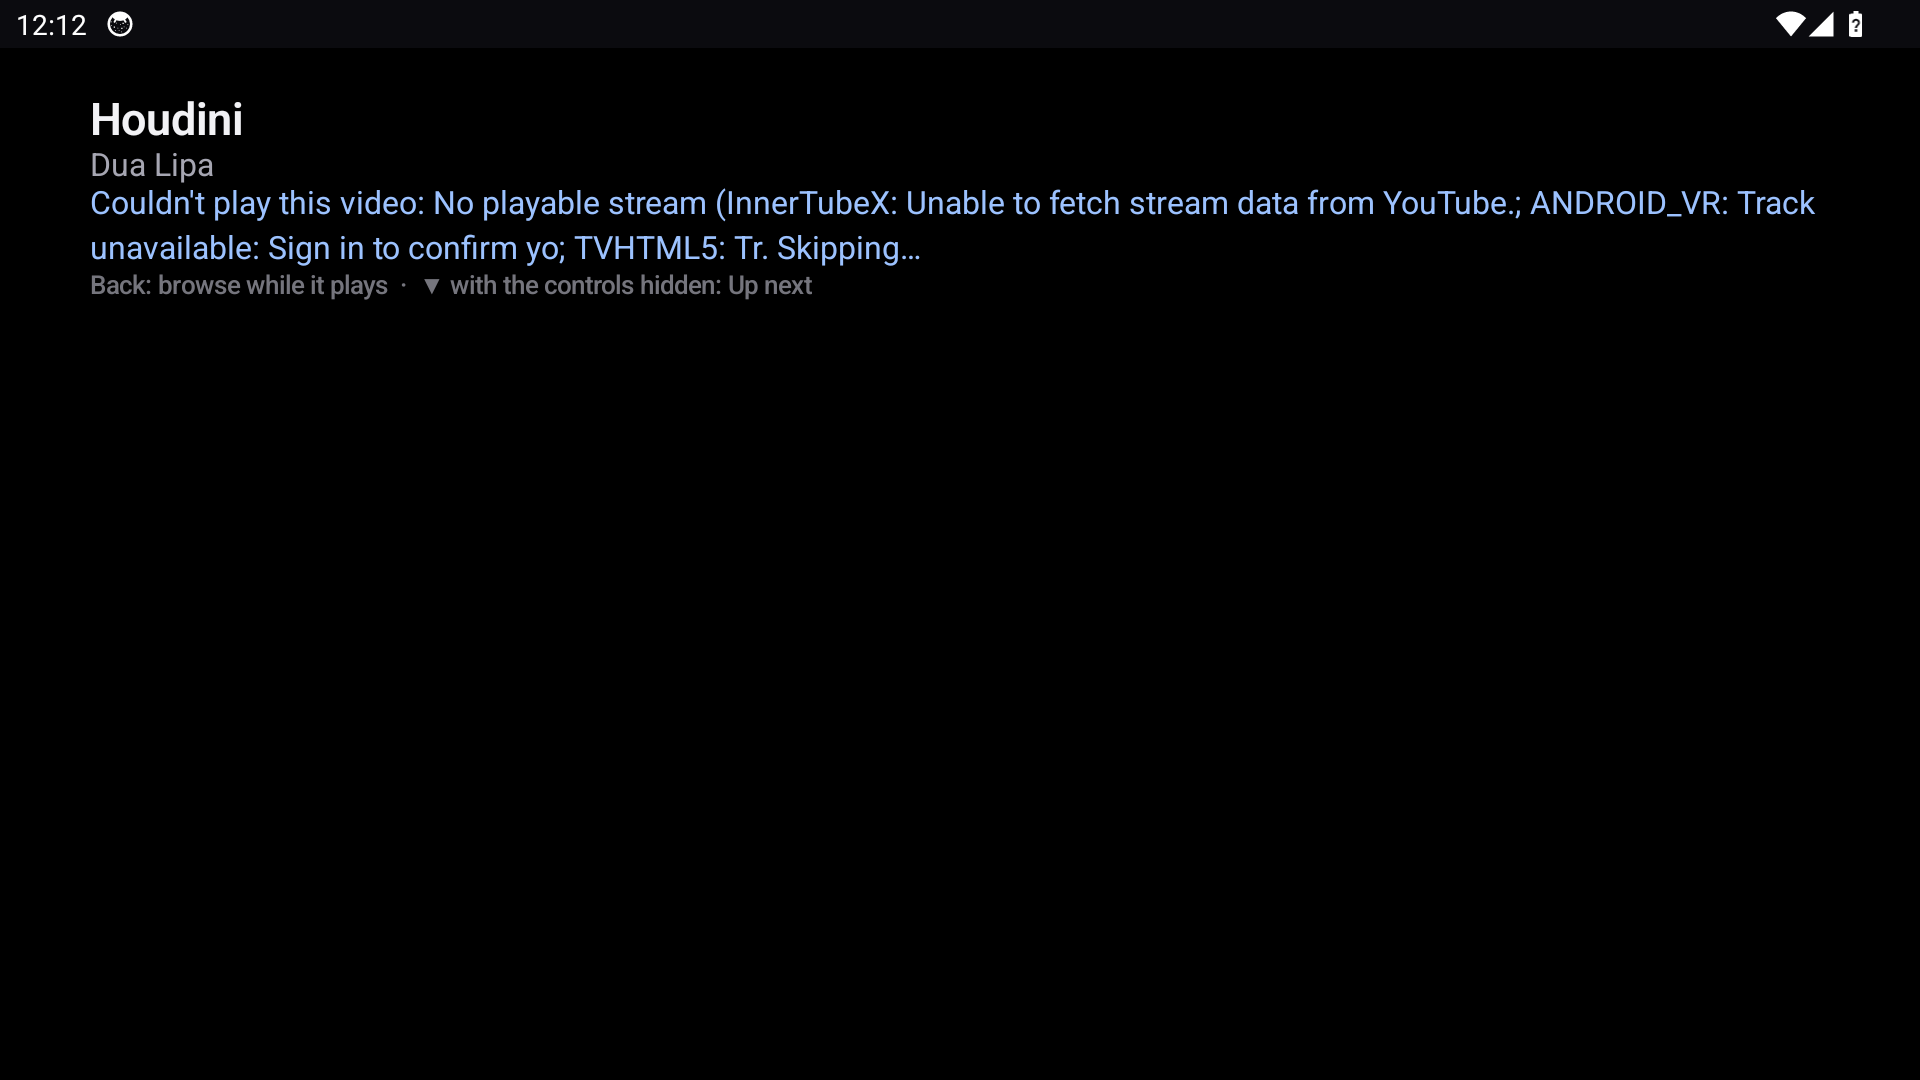 12:12
Houdini
Dua Lipa
Couldn't play this video: No playable stream (InnerTubeX: Unable to fetch stream data from YouTube.; ANDROID_VR: Track
unavailable: Sign in to confirm yo; TVHTML5: Tr. Skipping…
Back: browse while it plays · ▼ with the controls hidden: Up next